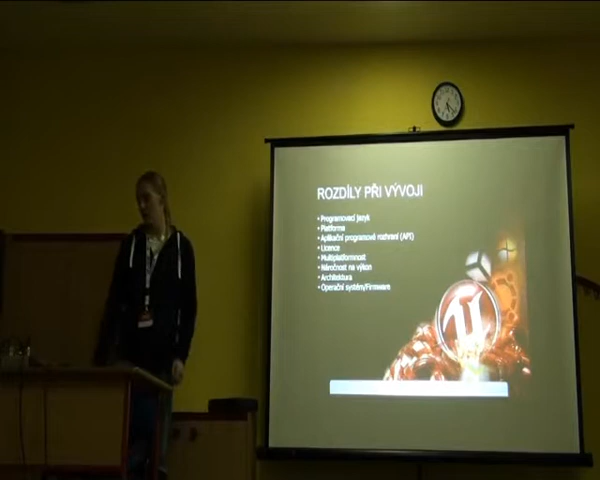 ROZDÍLY PŘI VÝVOJI
•Programovací jazyk
•Platforma
•Aplikační programové rozhraní (API)
•Licence
•Multiplatformnost
•Náročnost na výkon
•Architektura
•Operační systém/Firmware